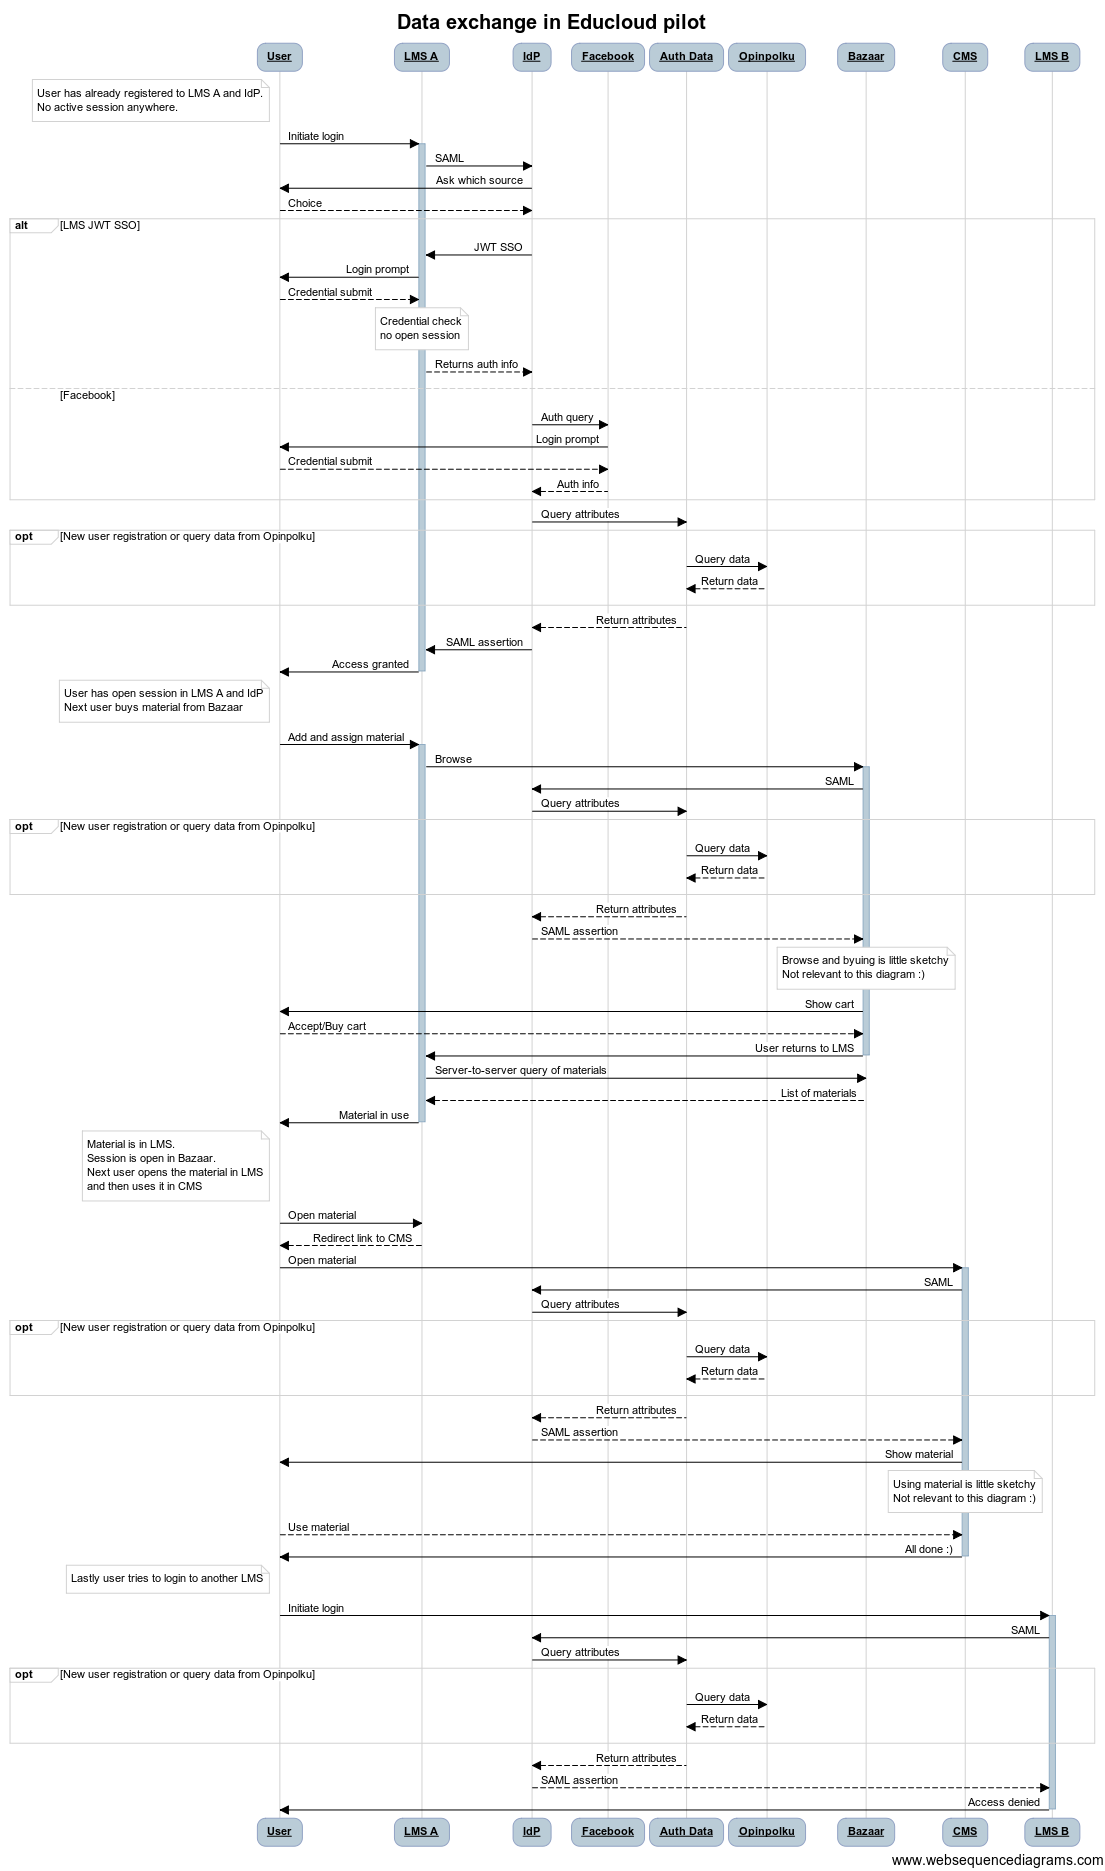 Data exchange in Educloud pilot
User LMS A IdP Facebook Auth Data Opinpolku Bazaar CMS LMS B
User has already registered to LMS A and IdP.
No active session anywhere.
Initiate login
SAML
Ask which source
Choice
alt [LMS JWT SSO]
JWT SSO
Login prompt
Credential submit
Credential check
no open session
Returns auth info
[Facebook]
Auth query
Login prompt
Credential submit
Auth info
Query attributes
opt [New user registration or query data from Opinpolku]
Query data
Return data
Return attributes
SAML assertion
Access granted
User has open session in LMS A and IdP
Next user buys material from Bazaar
Add and assign material
Browse
SAML
Query attributes
opt [New user registration or query data from Opinpolku]
Query data
Return data
Return attributes
SAML assertion
Browse and byuing is little sketchy
Not relevant to this diagram :)
Show cart
Accept/Buy cart
User returns to LMS
Server-to-server query of materials
List of materials
Material in use
Material is in LMS.
Session is open in Bazaar.
Next user opens the material in LMS
and then uses it in CMS
Open material
Redirect link to CMS
Open material
SAML
Query attributes
opt [New user registration or query data from Opinpolku]
Query data
Return data
Return attributes
SAML assertion
Show material
Using material is little sketchy
Not relevant to this diagram :)
Use material
All done :)
Lastly user tries to login to another LMS
Initiate login
SAML
Query attributes
opt [New user registration or query data from Opinpolku]
Query data
Return data
Return attributes
SAML assertion
Access denied
User LMS A IdP Facebook Auth Data Opinpolku Bazaar CMS LMS B
www.websequencediagrams.com